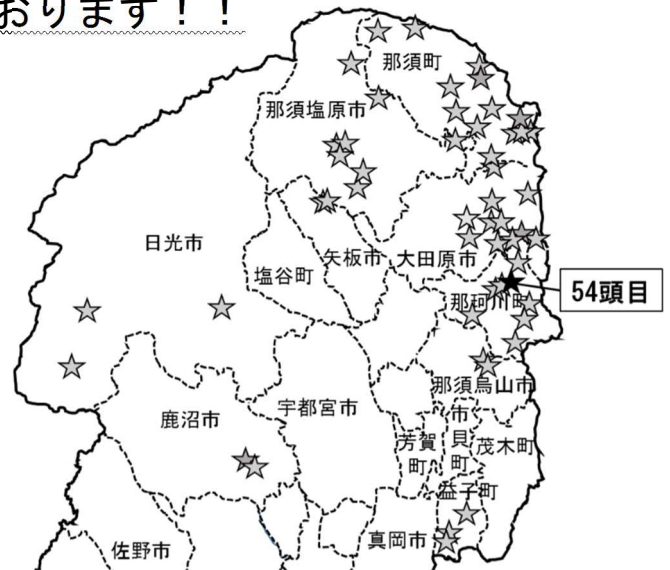 おります！！
那須町
那須塩原市
日光市
矢板市
大田原市
塩谷町
54頭目
那珂川町
那須烏山市
宇都宮市
鹿沼市
市貝町
芳賀町
茂木町
益子町
真岡市
佐野市